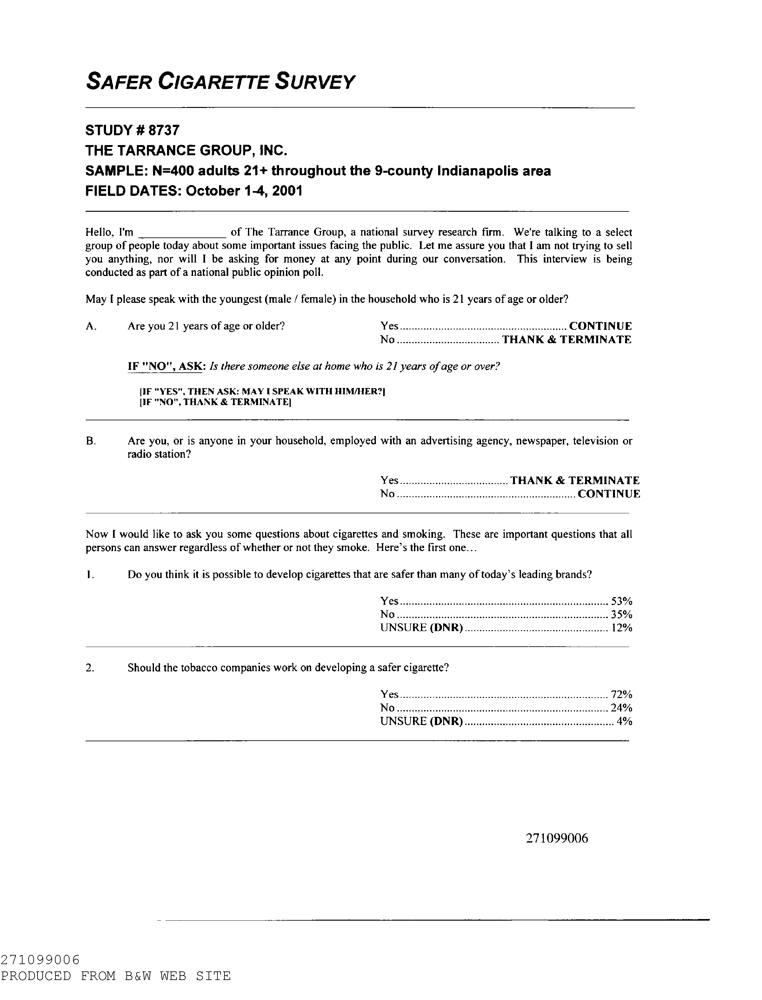 SAFER CIGARETTE SURVEY
STUDY # 8737
THE TARRANCE GROUP, INC.
SAMPLE: N=400 adults 21+ throughout the 9-county Indianapolis area
FIELD DATES: October 1-4, 2001
Hello, I'm _______________ of The Tarrance Group, a national survey research firm. We're talking to a select
group of people today about some important issues facing the public. Let me assure you that I am not trying to sell
you anything, nor will I be asking for money at any point during our conversation. This interview is being
conducted as part of a national public opinion poll.
May I please speak with the youngest (male / female) in the household who is 21 years of age or older?
A. Are you 21 years of age or older? Yes......................................................... CONTINUE
No ................................... THANK & TERMINATE
IF "NO", ASK: Is there someone else at home who is 21 years of age or over?
[IF "YES", THEN ASK: MAY I SPEAK WITH HIM/HER?]
[IF "NO", THANK & TERMINATE]
B. Are you, or is anyone in your household, employed with an advertising agency, newspaper, television or
radio station?
Yes..................................... THANK & TERMINATE
No ............................................................. CONTINUE
Now I would like to ask you some questions about cigarettes and smoking. These are important questions that all
persons can answer regardless of whether or not they smoke. Here's the first one…
1. Do you think it is possible to develop cigarettes that are safer than many of today's leading brands?
Yes....................................................................... 53%
No ........................................................................ 35%
UNSURE (DNR) ................................................. 12%
2. Should the tobacco companies work on developing a safer cigarette?
Yes....................................................................... 72%
No ........................................................................ 24%
UNSURE (DNR) ................................................... 4%
271099006
271099006
PRODUCED FROM B&W WEB SITE